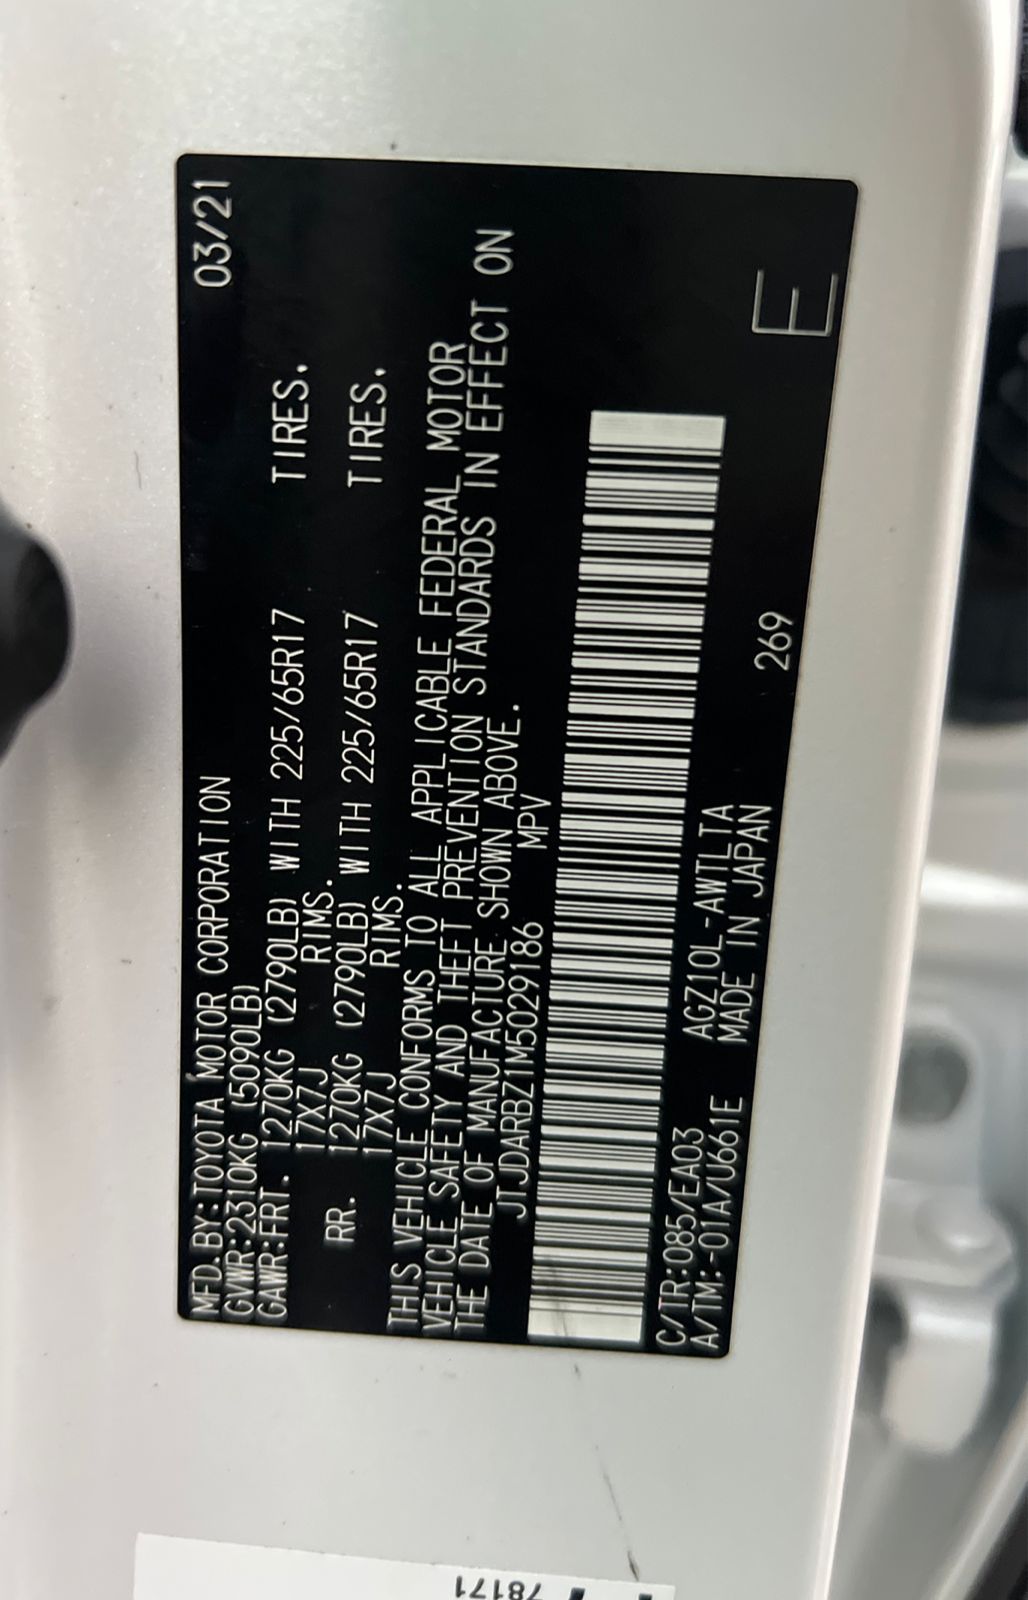 MFD.BY:TOYOTA MOTOR CORPORATION 03/21
GVWR:2310KG (5090LB)
GAWR:FRT. 1270KG (2790LB) WITH 225/65R17 TIRES.
17X7J RIMS.
RR. 1270KG (2790LB) WITH 225/65R17 TIRES.
17X7J RIMS.
THIS VEHICLE CONFORMS TO ALL APPLICABLE FEDERAL MOTOR
VEHICLE SAFETY AND THEFT PREVENTION STANDARDS IN EFFECT ON
THE DATE OF MANUFACTURE SHOWN ABOVE.
JTJDARBZ1M5029186 MPV
C/TR:085/EA03 AGZ10L-AWTLTA
A/TM:-01A/U661E MADE IN JAPAN
269
E
78171